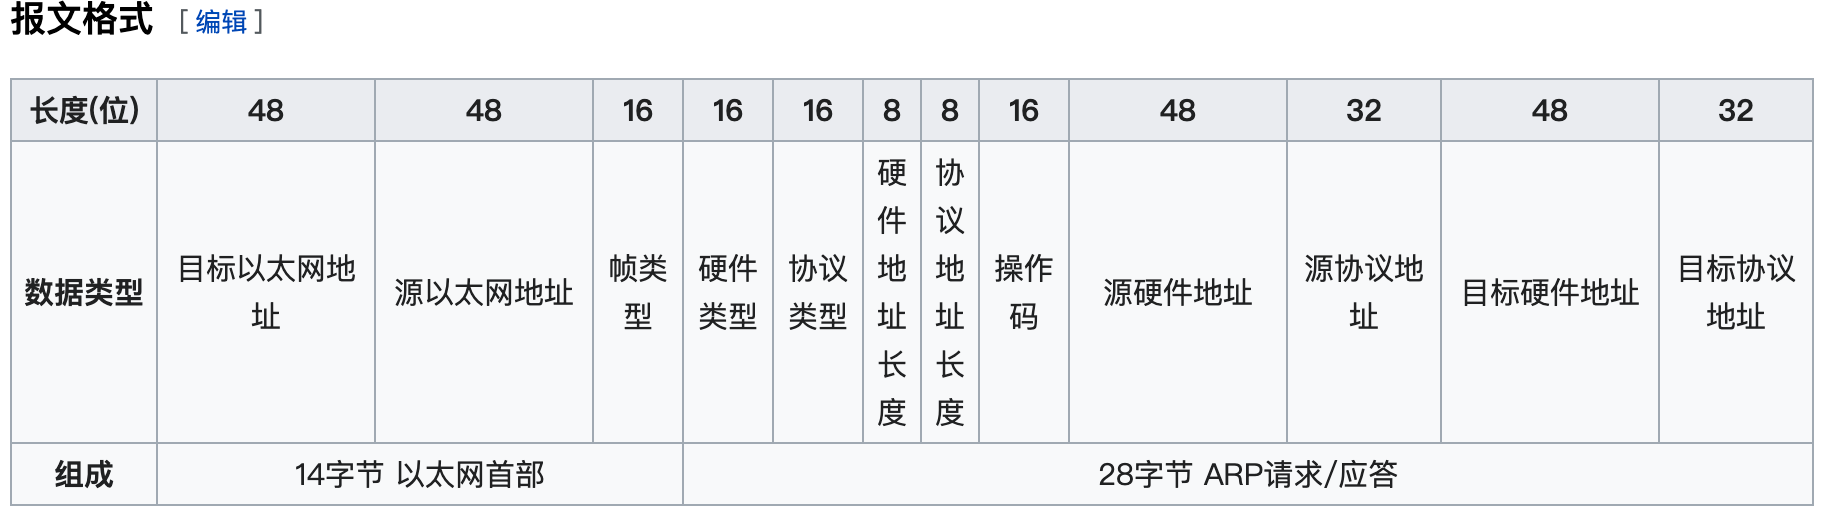 报文格式 [编辑]
长度(位) 48 48 16 16 16 8 8 16 48 32 48 32
数据类型 目标以太网地址 源以太网地址 帧类型 硬件类型 协议类型 硬件地址长度 协议地址长度 操作码 源硬件地址 源协议地址 目标硬件地址 目标协议地址
组成 14字节 以太网首部 28字节 ARP请求/应答